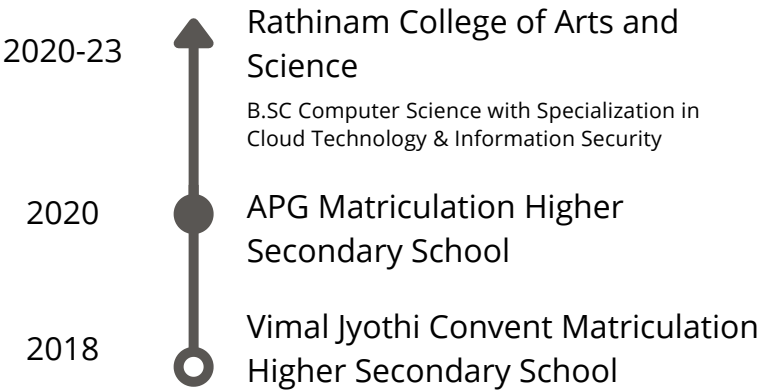 2020-23
Rathinam College of Arts and
Science
B.SC Computer Science with Specialization in
Cloud Technology & Information Security
2020
APG Matriculation Higher
Secondary School
2018
Vimal Jyothi Convent Matriculation
Higher Secondary School